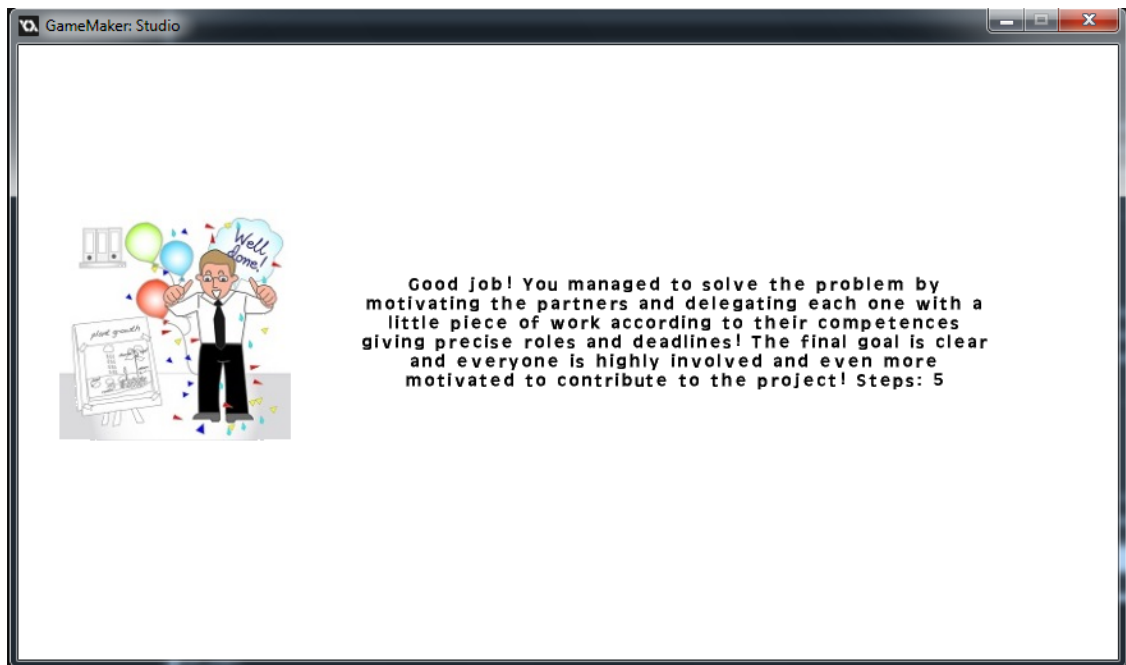 GameMaker: Studio
Well
done!
plant growth
Good job! You managed to solve the problem by
motivating the partners and delegating each one with a
little piece of work according to their competences
giving precise roles and deadlines! The final goal is clear
and everyone is highly involved and even more
motivated to contribute to the project! Steps: 5